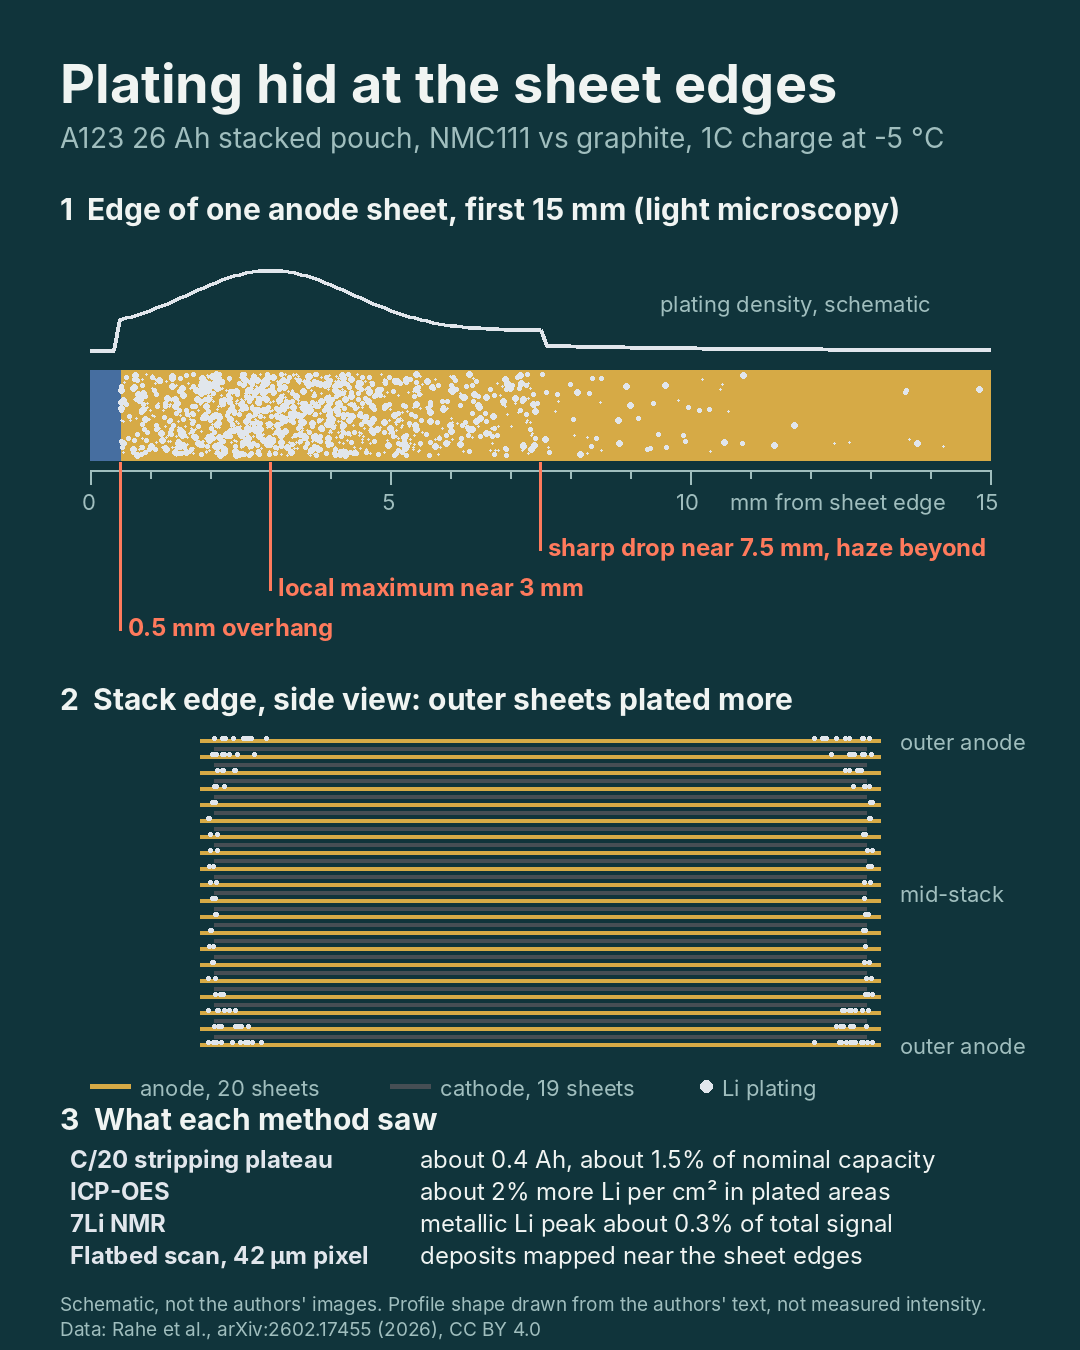 Plating hid at the sheet edges
A123 26 Ah stacked pouch, NMC111 vs graphite, 1C charge at -5 °C
1 Edge of one anode sheet, first 15 mm (light microscopy)
plating density, schematic
0 5 10 mm from sheet edge 15
sharp drop near 7.5 mm, haze beyond
local maximum near 3 mm
0.5 mm overhang
2 Stack edge, side view: outer sheets plated more
outer anode
mid-stack
outer anode
anode, 20 sheets cathode, 19 sheets Li plating
3 What each method saw
C/20 stripping plateau about 0.4 Ah, about 1.5% of nominal capacity
ICP-OES about 2% more Li per cm² in plated areas
7Li NMR metallic Li peak about 0.3% of total signal
Flatbed scan, 42 µm pixel deposits mapped near the sheet edges
Schematic, not the authors' images. Profile shape drawn from the authors' text, not measured intensity.
Data: Rahe et al., arXiv:2602.17455 (2026), CC BY 4.0